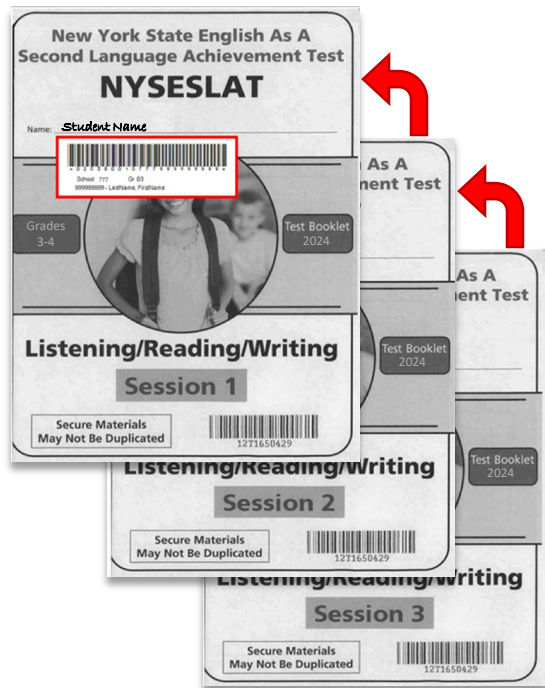 New York State English As A
Second Language Achievement Test
NYSESLAT
Name: Student Name
School 777 Gr 03
999999999 - LastName, FirstName
Grades
3-4
Test Booklet
2024
Listening/Reading/Writing
Session 1
Secure Materials
May Not Be Duplicated
12T1650429
As A
ment Test
Test Booklet
2024
Listening/Reading/Writing
Session 2
Secure Materials
May Not Be Duplicated
12T1650429
As A
ent Test
Test Booklet
2024
Listening/Reading/Writing
Session 3
Secure Materials
May Not Be Duplicated
12T1650429